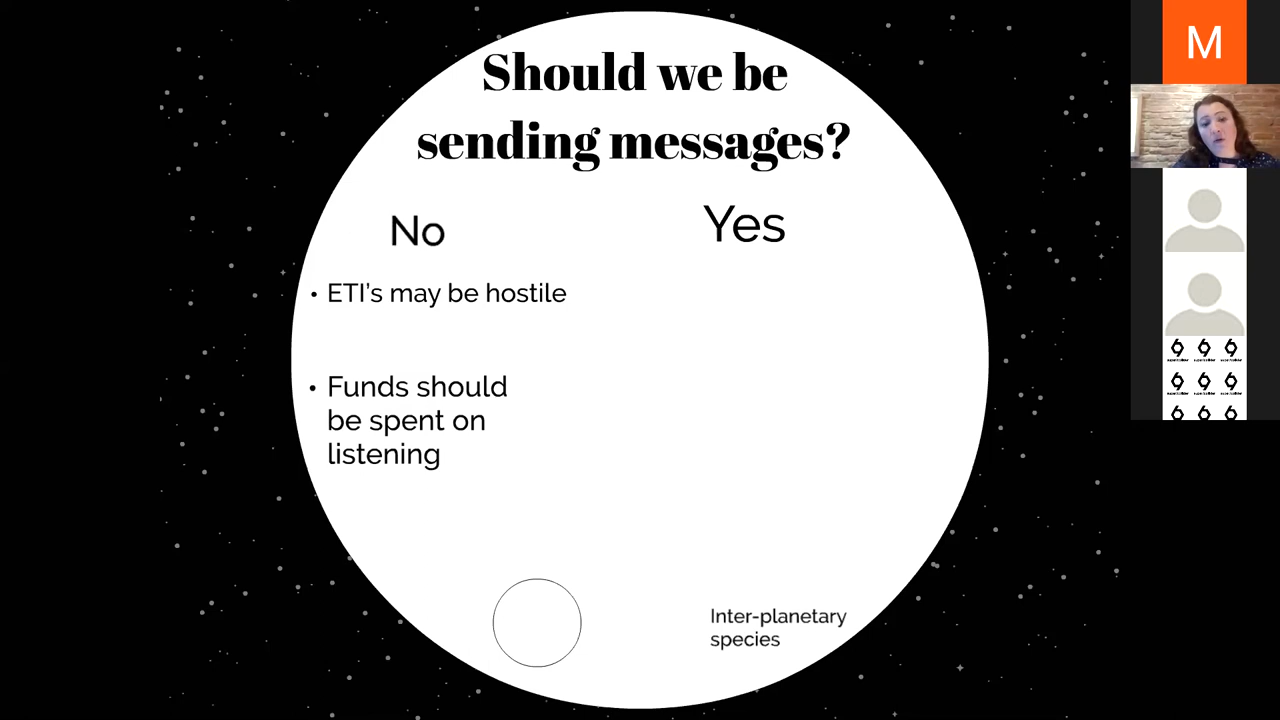 Should we be
sending messages?
No
Yes
• ETI's may be hostile
• Funds should
be spent on
listening
Inter-planetary
species
M